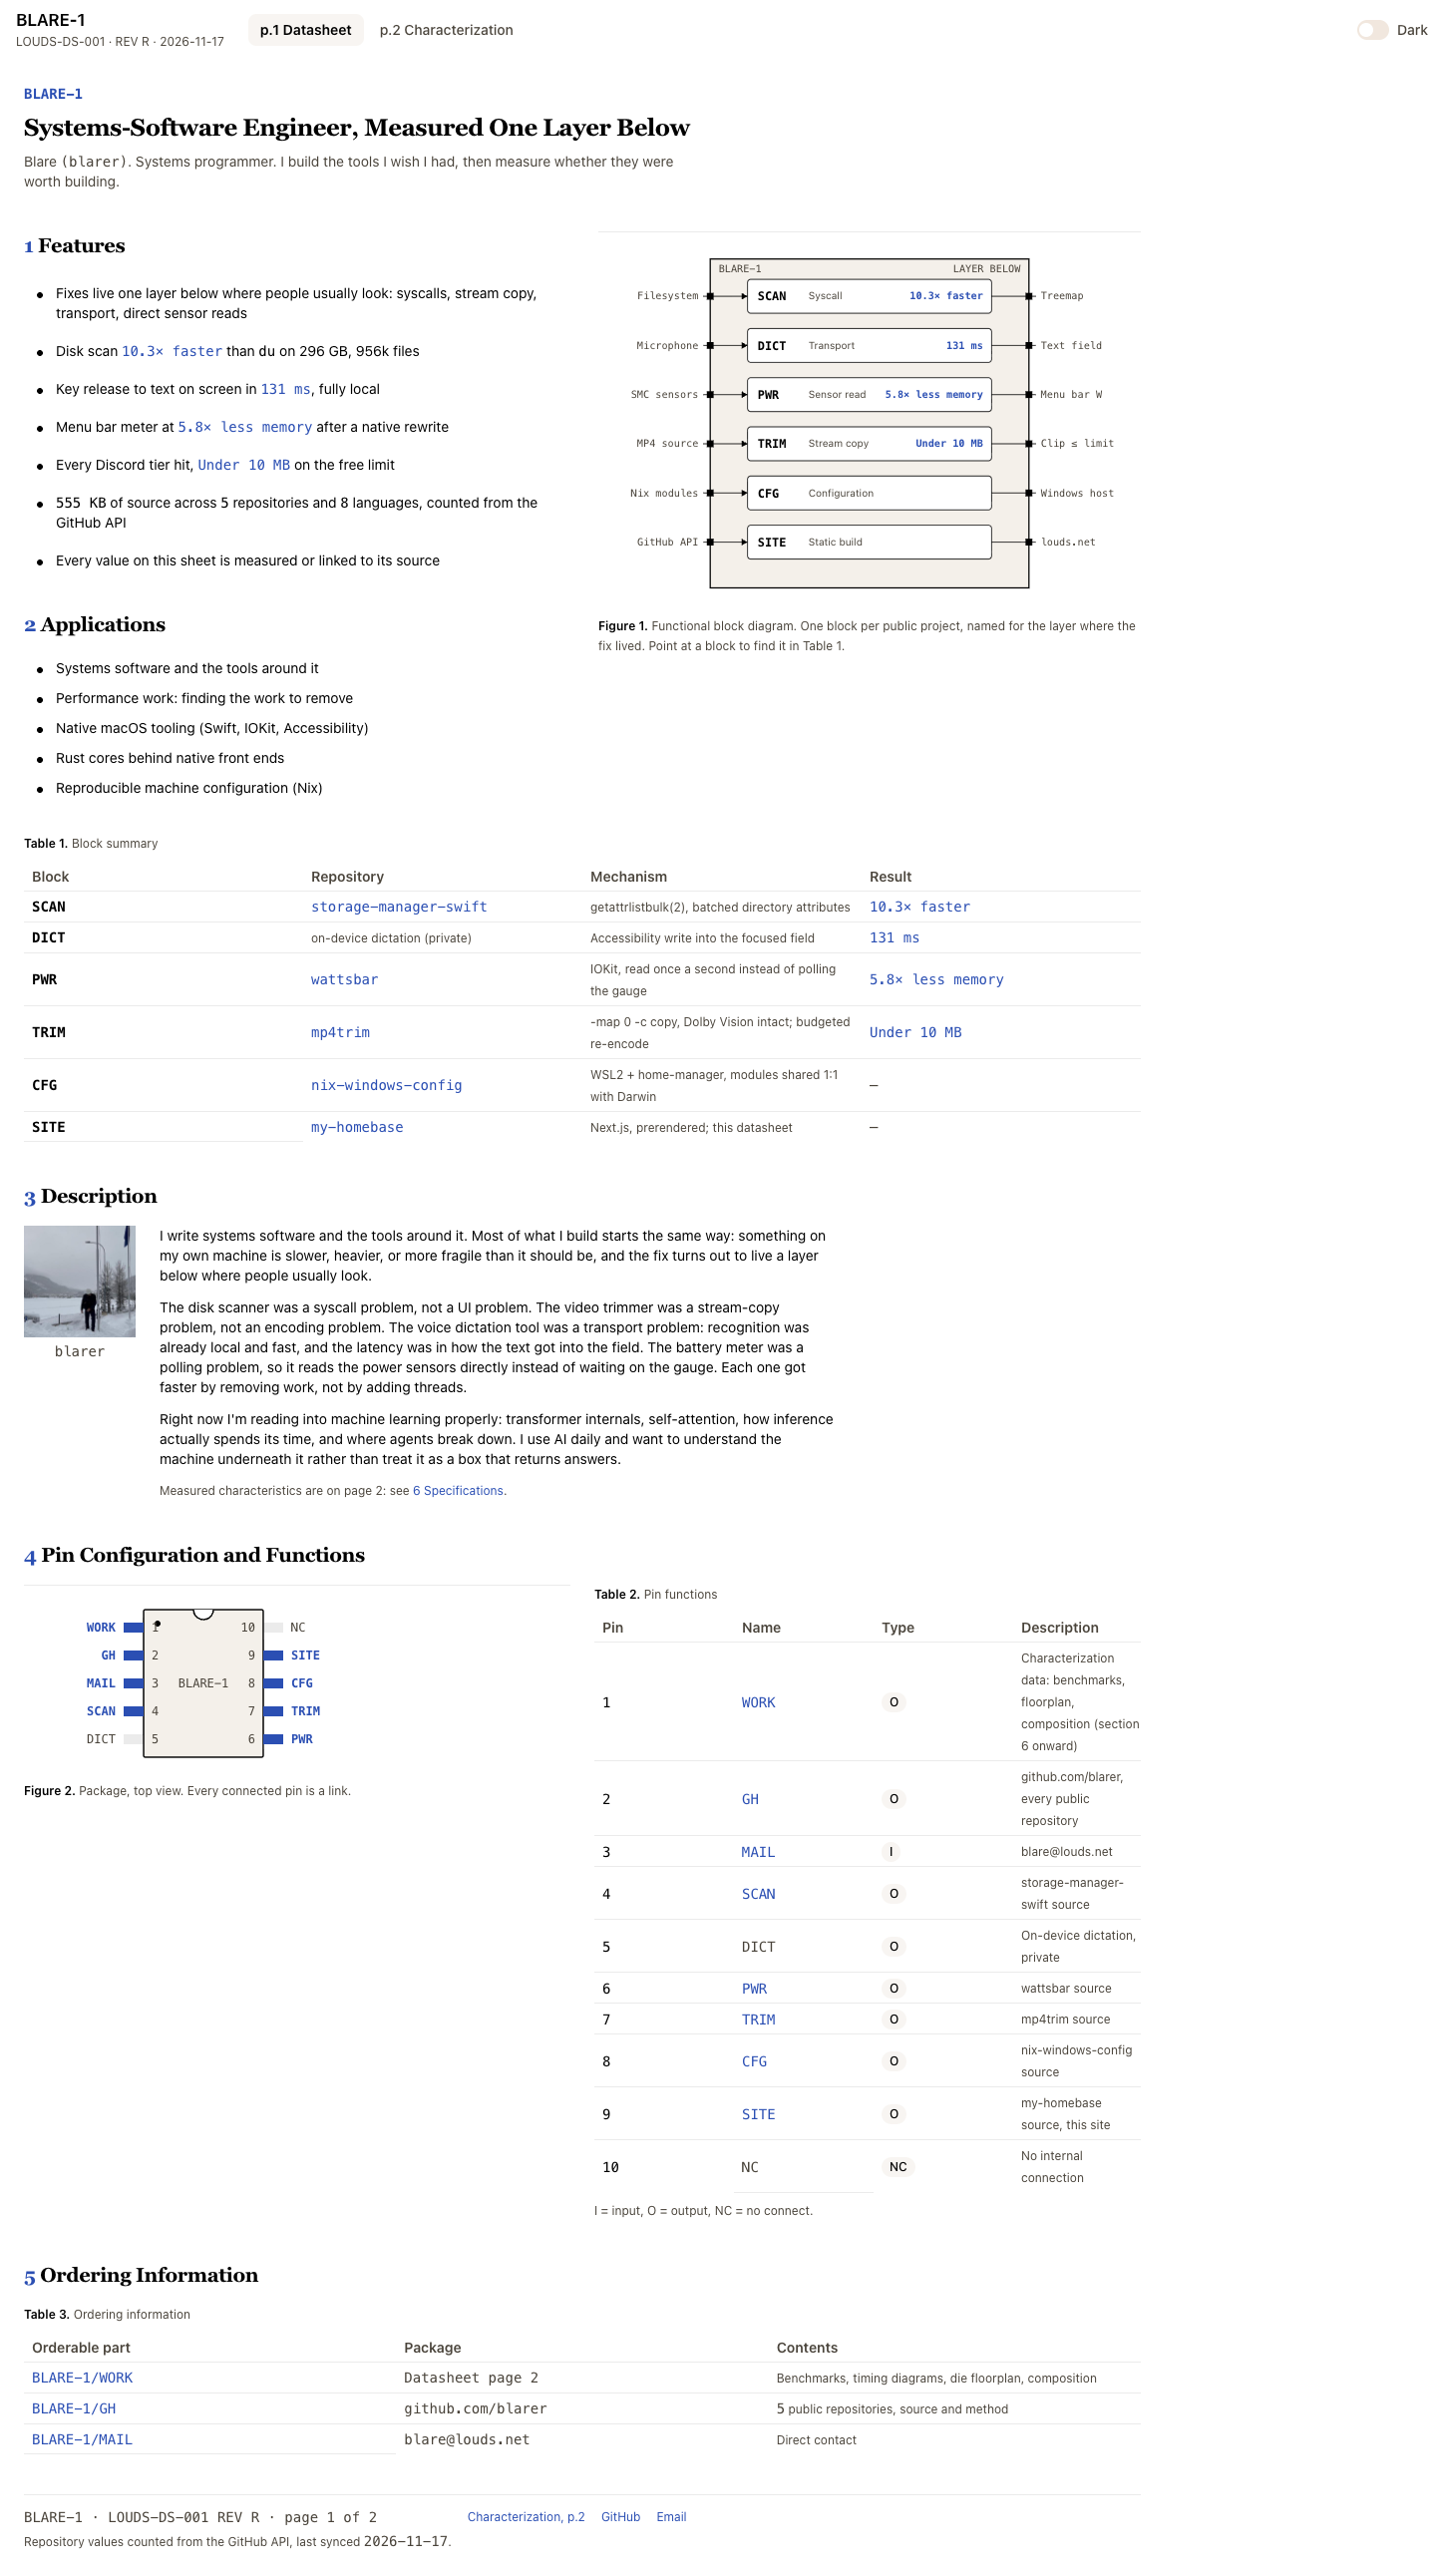 BLARE-1
LOUDS-DS-001 · REV R · 2026-11-17
p.1 Datasheet
p.2 Characterization
Dark
BLARE-1
Systems-Software Engineer, Measured One Layer Below
Blare (blarer). Systems programmer. I build the tools I wish I had, then measure whether they were
worth building.
1 Features
Fixes live one layer below where people usually look: syscalls, stream copy,
transport, direct sensor reads
Disk scan 10.3× faster than du on 296 GB, 956k files
Key release to text on screen in 131 ms, fully local
Menu bar meter at 5.8× less memory after a native rewrite
Every Discord tier hit, Under 10 MB on the free limit
555 KB of source across 5 repositories and 8 languages, counted from the
GitHub API
Every value on this sheet is measured or linked to its source
2 Applications
Systems software and the tools around it
Performance work: finding the work to remove
Native macOS tooling (Swift, IOKit, Accessibility)
Rust cores behind native front ends
Reproducible machine configuration (Nix)
BLARE-1 LAYER BELOW
Filesystem SCAN Syscall 10.3× faster Treemap
Microphone DICT Transport 131 ms Text field
SMC sensors PWR Sensor read 5.8× less memory Menu bar W
MP4 source TRIM Stream copy Under 10 MB Clip ≤ limit
Nix modules CFG Configuration Windows host
GitHub API SITE Static build louds.net
Figure 1. Functional block diagram. One block per public project, named for the layer where the
fix lived. Point at a block to find it in Table 1.
Table 1. Block summary
Block Repository Mechanism Result
SCAN storage-manager-swift getattrlistbulk(2), batched directory attributes 10.3× faster
DICT on-device dictation (private) Accessibility write into the focused field 131 ms
PWR wattsbar IOKit, read once a second instead of polling
the gauge 5.8× less memory
TRIM mp4trim -map 0 -c copy, Dolby Vision intact; budgeted
re-encode Under 10 MB
CFG nix-windows-config WSL2 + home-manager, modules shared 1:1
with Darwin —
SITE my-homebase Next.js, prerendered; this datasheet —
3 Description
blarer
I write systems software and the tools around it. Most of what I build starts the same way: something on
my own machine is slower, heavier, or more fragile than it should be, and the fix turns out to live a layer
below where people usually look.
The disk scanner was a syscall problem, not a UI problem. The video trimmer was a stream-copy
problem, not an encoding problem. The voice dictation tool was a transport problem: recognition was
already local and fast, and the latency was in how the text got into the field. The battery meter was a
polling problem, so it reads the power sensors directly instead of waiting on the gauge. Each one got
faster by removing work, not by adding threads.
Right now I'm reading into machine learning properly: transformer internals, self-attention, how inference
actually spends its time, and where agents break down. I use AI daily and want to understand the
machine underneath it rather than treat it as a box that returns answers.
Measured characteristics are on page 2: see 6 Specifications.
4 Pin Configuration and Functions
WORK 1 10 NC
GH 2 9 SITE
MAIL 3 BLARE-1 8 CFG
SCAN 4 7 TRIM
DICT 5 6 PWR
Figure 2. Package, top view. Every connected pin is a link.
Table 2. Pin functions
Pin Name Type Description
1 WORK O Characterization
data: benchmarks,
floorplan,
composition (section
6 onward)
2 GH O github.com/blarer,
every public
repository
3 MAIL I blare@louds.net
4 SCAN O storage-manager-
swift source
5 DICT O On-device dictation,
private
6 PWR O wattsbar source
7 TRIM O mp4trim source
8 CFG O nix-windows-config
source
9 SITE O my-homebase
source, this site
10 NC NC No internal
connection
I = input, O = output, NC = no connect.
5 Ordering Information
Table 3. Ordering information
Orderable part Package Contents
BLARE-1/WORK Datasheet page 2 Benchmarks, timing diagrams, die floorplan, composition
BLARE-1/GH github.com/blarer 5 public repositories, source and method
BLARE-1/MAIL blare@louds.net Direct contact
BLARE-1 · LOUDS-DS-001 REV R · page 1 of 2
Characterization, p.2 GitHub Email
Repository values counted from the GitHub API, last synced 2026-11-17.